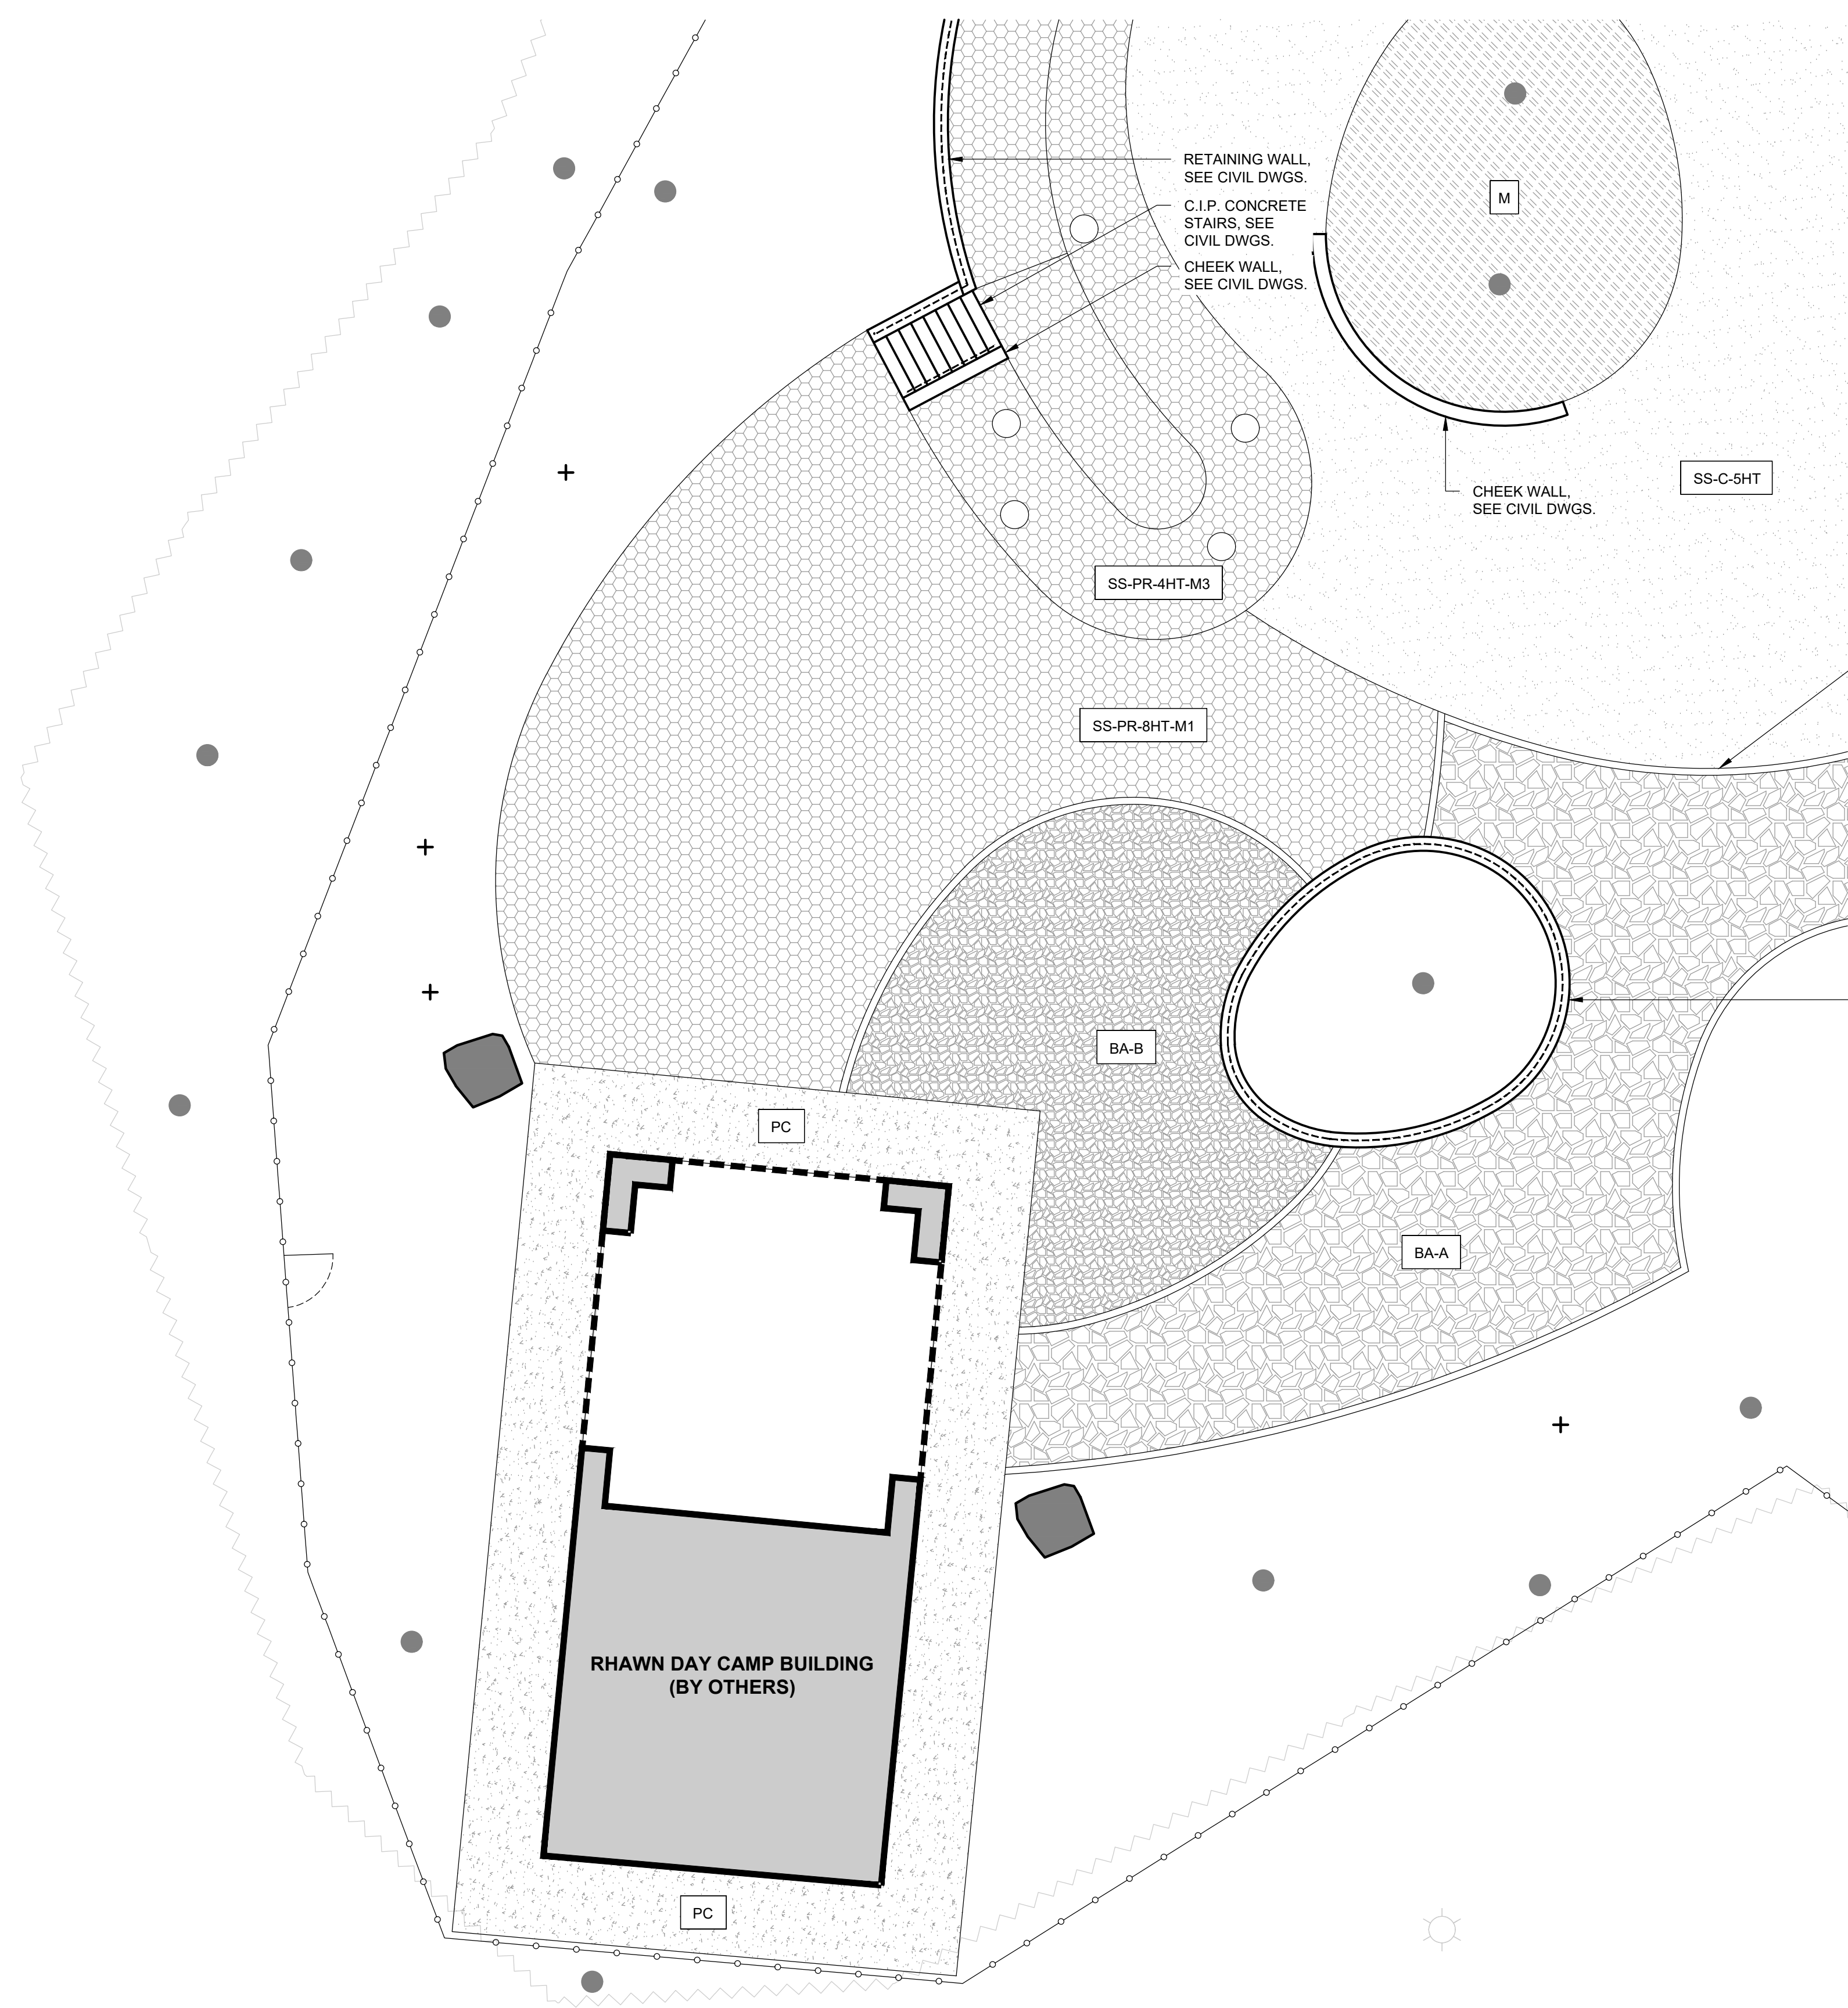 RETAINING WALL,
SEE CIVIL DWGS.
C.I.P. CONCRETE
STAIRS, SEE
CIVIL DWGS.
CHEEK WALL,
SEE CIVIL DWGS.
M
SS-C-5HT
CHEEK WALL,
SEE CIVIL DWGS.
SS-PR-4HT-M3
SS-PR-8HT-M1
BA-B
PC
BA-A
RHAWN DAY CAMP BUILDING
(BY OTHERS)
PC